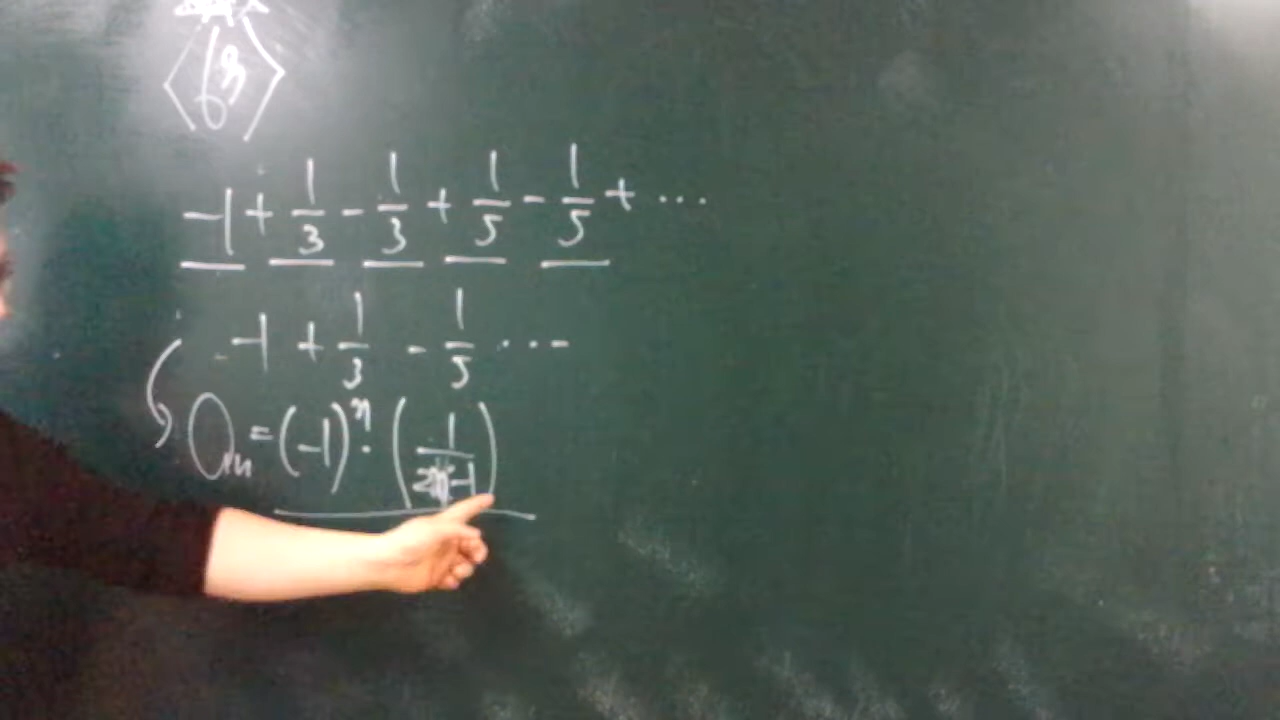 -1 + 1/3 - 1/3 + 1/5 - 1/5 + ...
-1 + 1/3 - 1/5 ...
an = (-1)^n · (1/(2n-1))